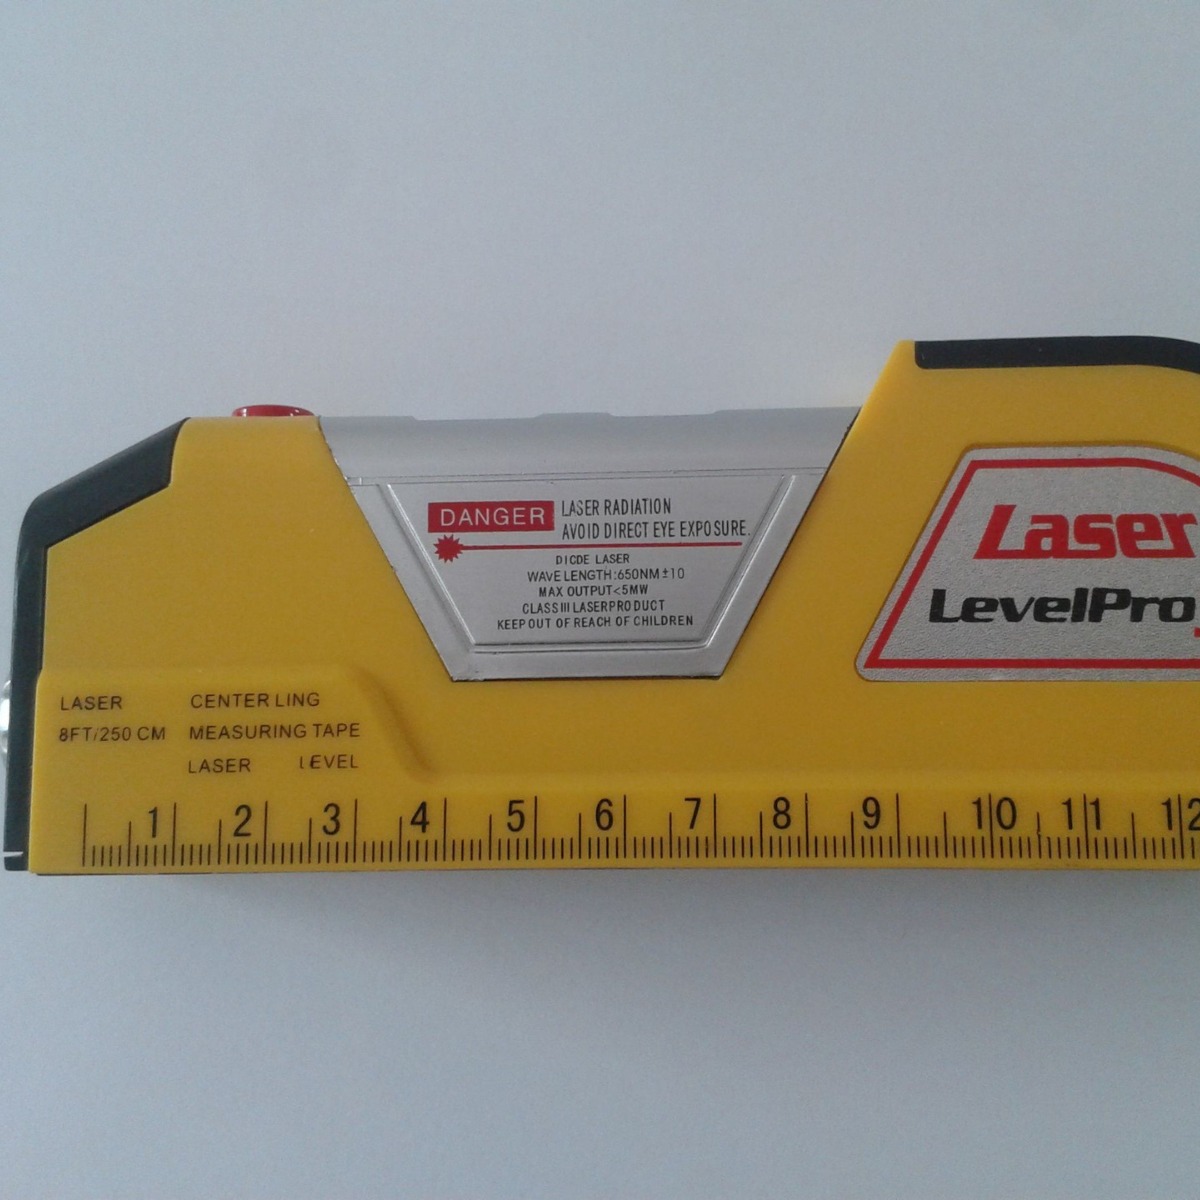 DANGER LASER RADIATION
AVOID DIRECT EYE EXPOSURE.
DICDE LASER
WAVE LENGTH:650NM±10
MAX OUTPUT<5MW
CLASS III LASERPRODUCT
KEEP OUT OF REACH OF CHILDREN
Laser
LevelPro
LASER CENTER LING
8FT/250 CM MEASURING TAPE
LASER LEVEL
1 2 3 4 5 6 7 8 9 10 11 12